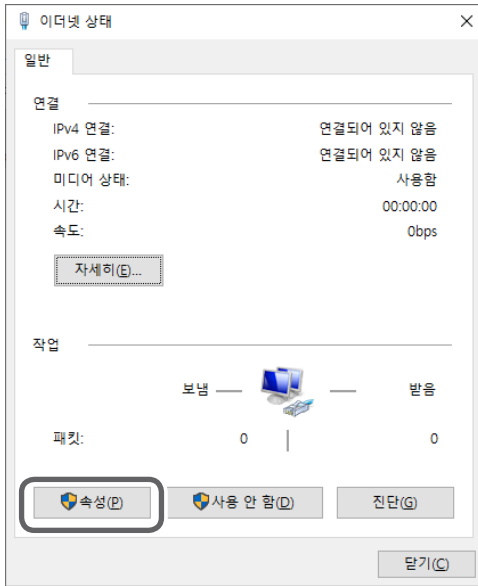 이더넷 상태
일반
연결
IPv4 연결: 연결되어 있지 않음
IPv6 연결: 연결되어 있지 않음
미디어 상태: 사용함
시간: 00:00:00
속도: 0bps
자세히(E)...
작업
보냄 받음
패킷: 0 0
속성(P) 사용 안 함(D) 진단(G)
닫기(C)